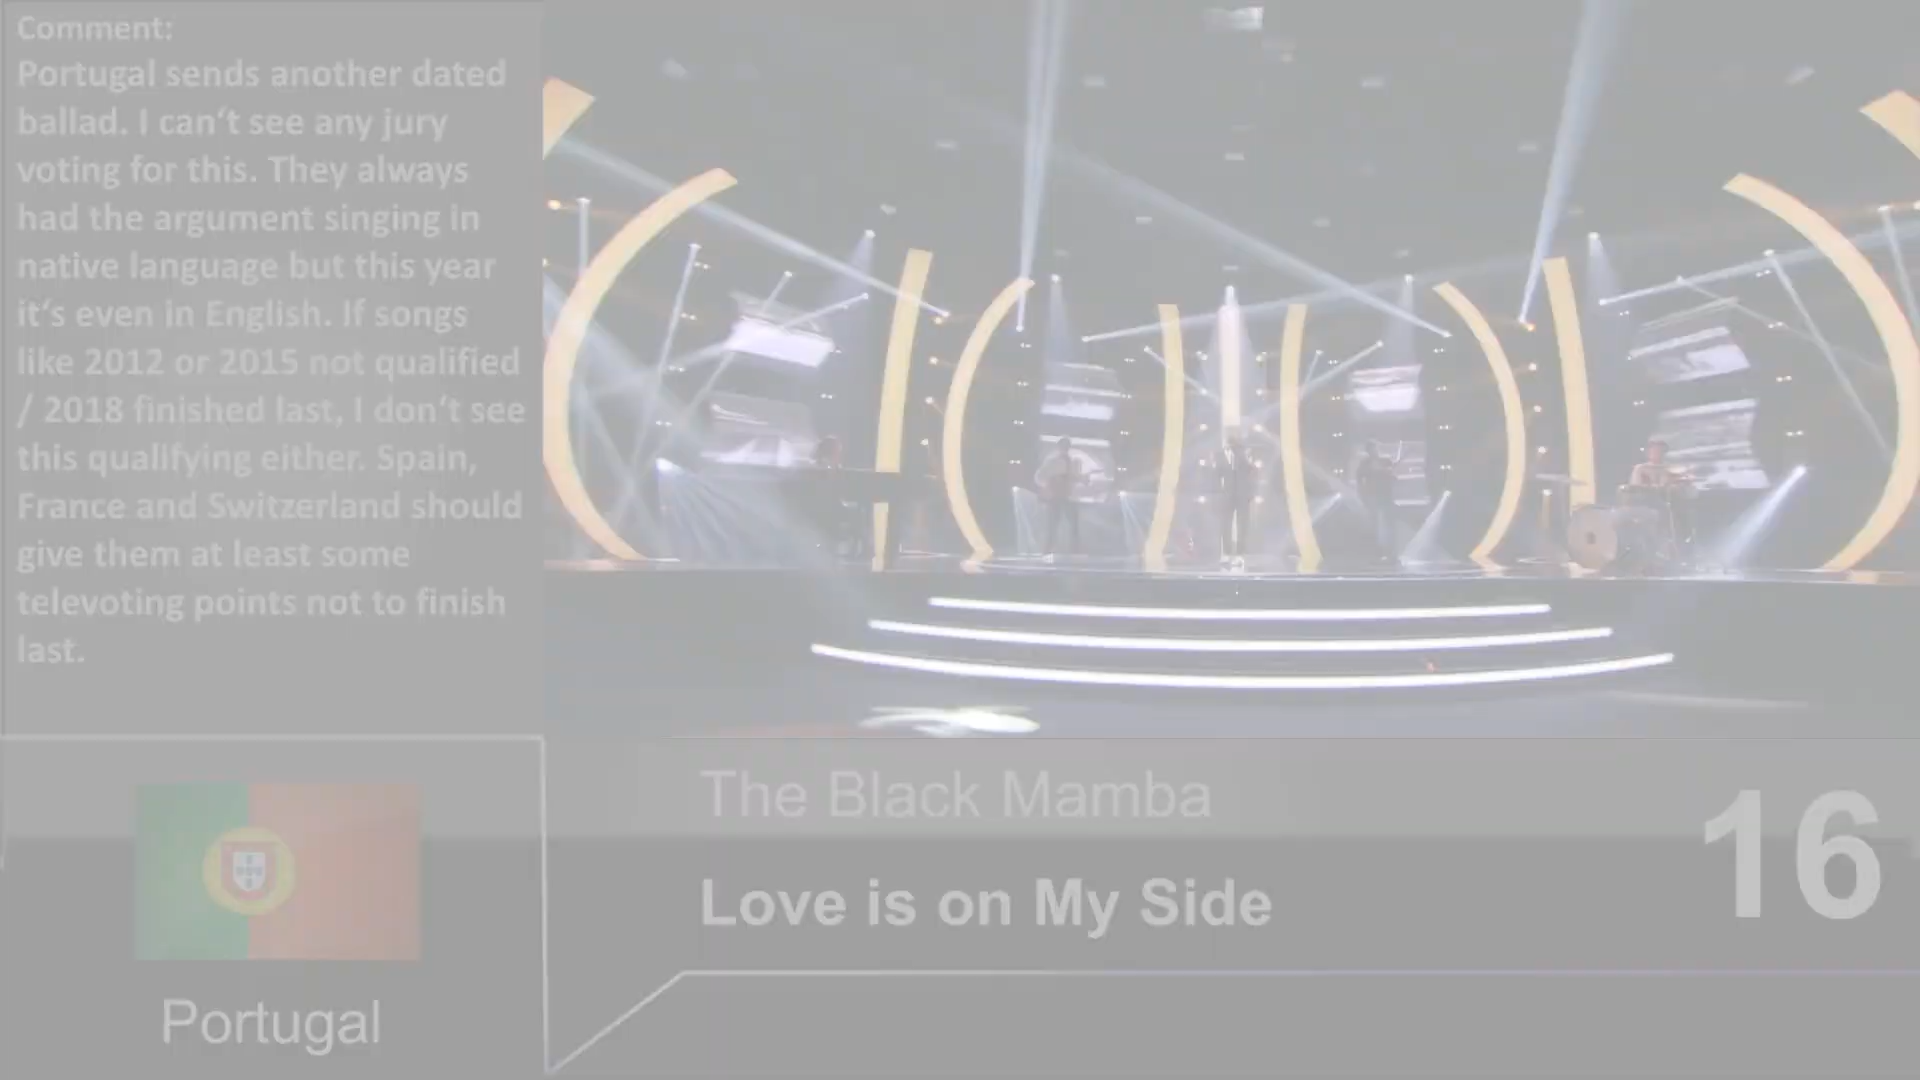 Comment:
Portugal sends another dated
ballad. I can't see any jury
voting for this. They always
had the argument singing in
native language but this year
it's even in English. If songs
like 2012 or 2015 not qualified
/ 2018 finished last, I don't see
this qualifying either. Spain,
France and Switzerland should
give them at least some
televoting points not to finish
last.
The Black Mamba
16
Love is on My Side
Portugal